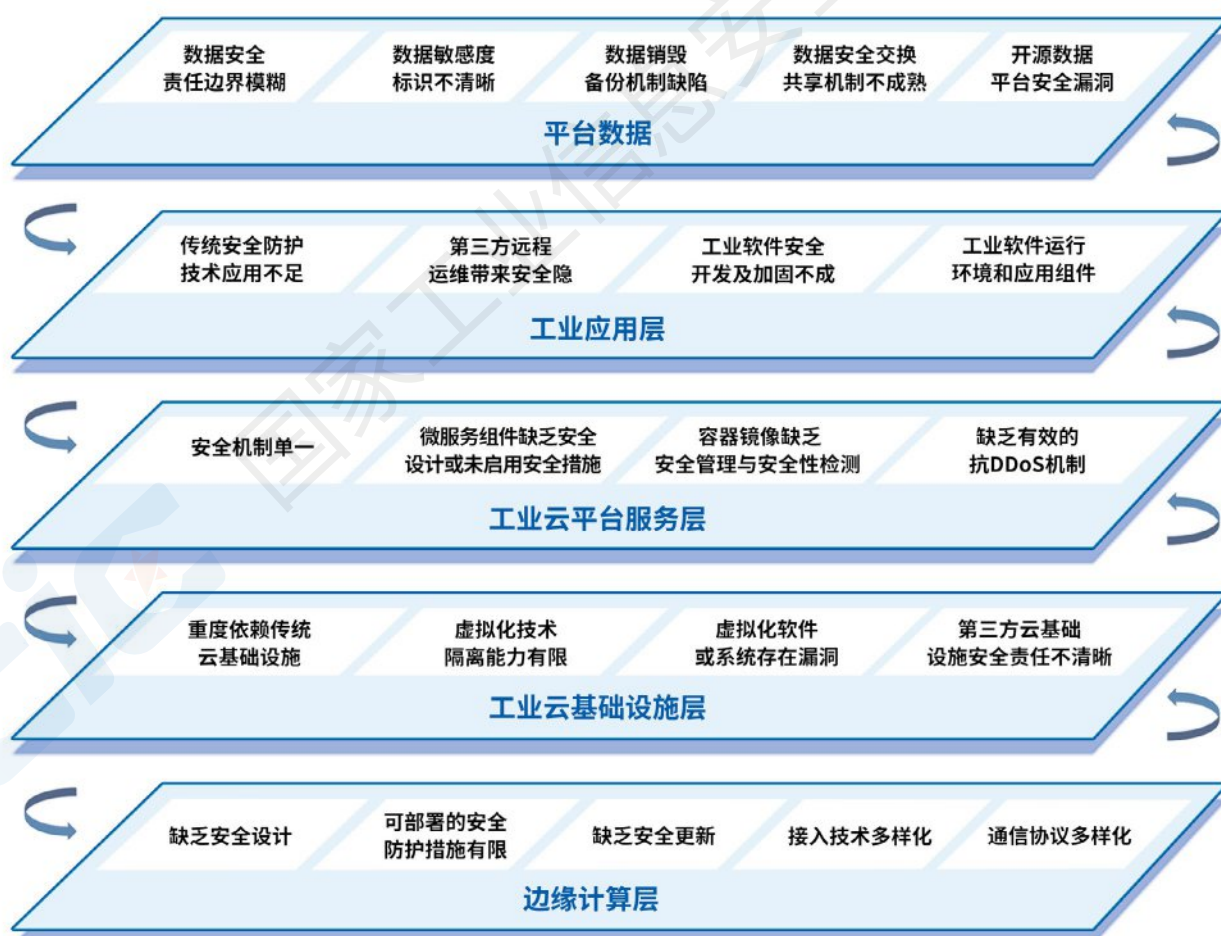 数据安全
责任边界模糊
数据敏感度
标识不清晰
数据销毁
备份机制缺陷
数据安全交换
共享机制不成熟
开源数据
平台安全漏洞
平台数据
传统安全防护
技术应用不足
第三方远程
运维带来安全隐
工业软件安全
开发及加固不成
工业软件运行
环境和应用组件
工业应用层
安全机制单一
微服务组件缺乏安全
设计或未启用安全措施
容器镜像缺乏
安全管理与安全性检测
缺乏有效的
抗DDoS机制
工业云平台服务层
重度依赖传统
云基础设施
虚拟化技术
隔离能力有限
虚拟化软件
或系统存在漏洞
第三方云基础
设施安全责任不清晰
工业云基础设施层
缺乏安全设计
可部署的安全
防护措施有限
缺乏安全更新
接入技术多样化
通信协议多样化
边缘计算层
国家工业信息安